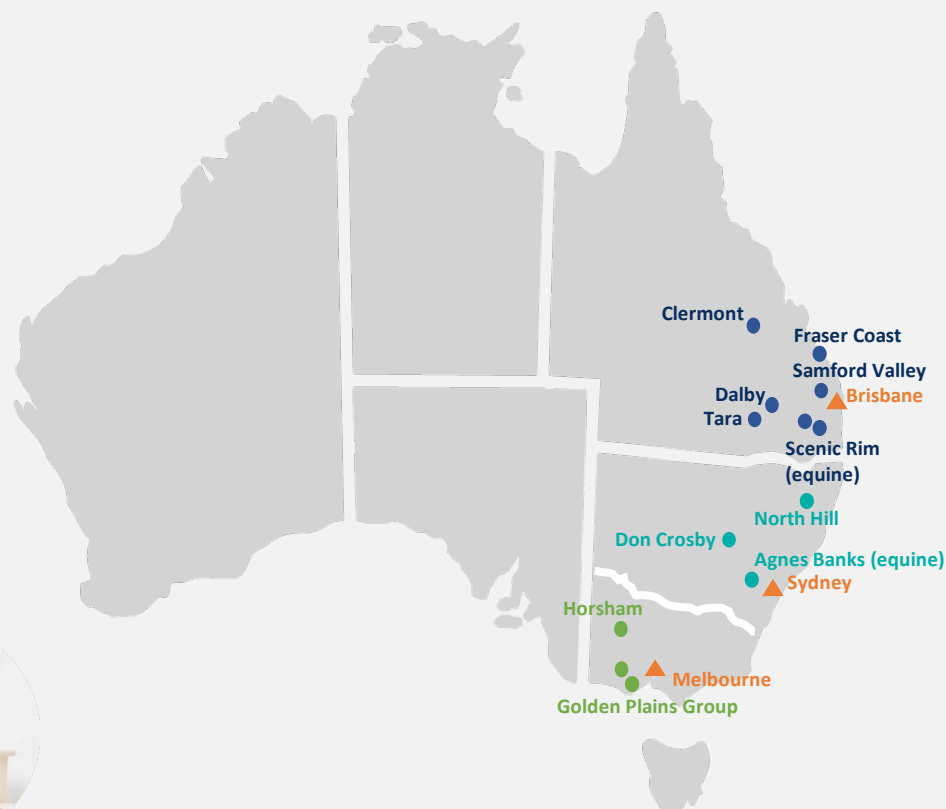 Clermont
Fraser Coast
Samford Valley
Brisbane
Dalby
Tara
Scenic Rim
(equine)
North Hill
Don Crosby
Agnes Banks (equine)
Sydney
Horsham
Melbourne
Golden Plains Group